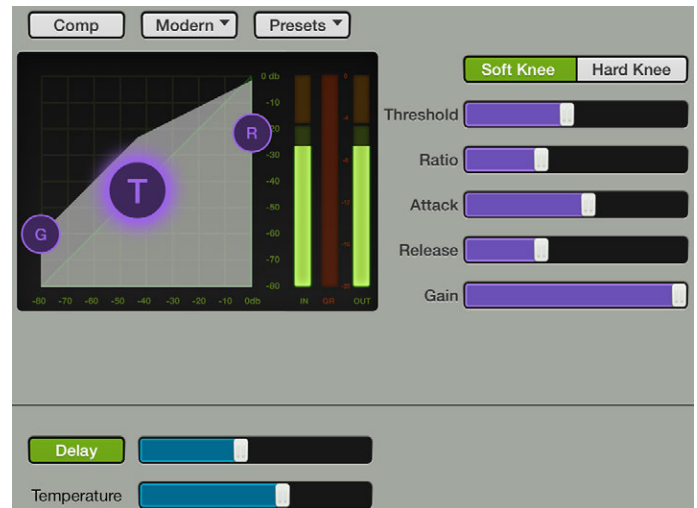 Comp Modern Presets
Soft Knee Hard Knee
Threshold
Ratio
Attack
Release
Gain
0 db
-10
-20
-30
-40
-50
-60
-70
-80
R
T
G
-80 -70 -60 -50 -40 -30 -20 -10 0db
IN GR OUT
Delay
Temperature